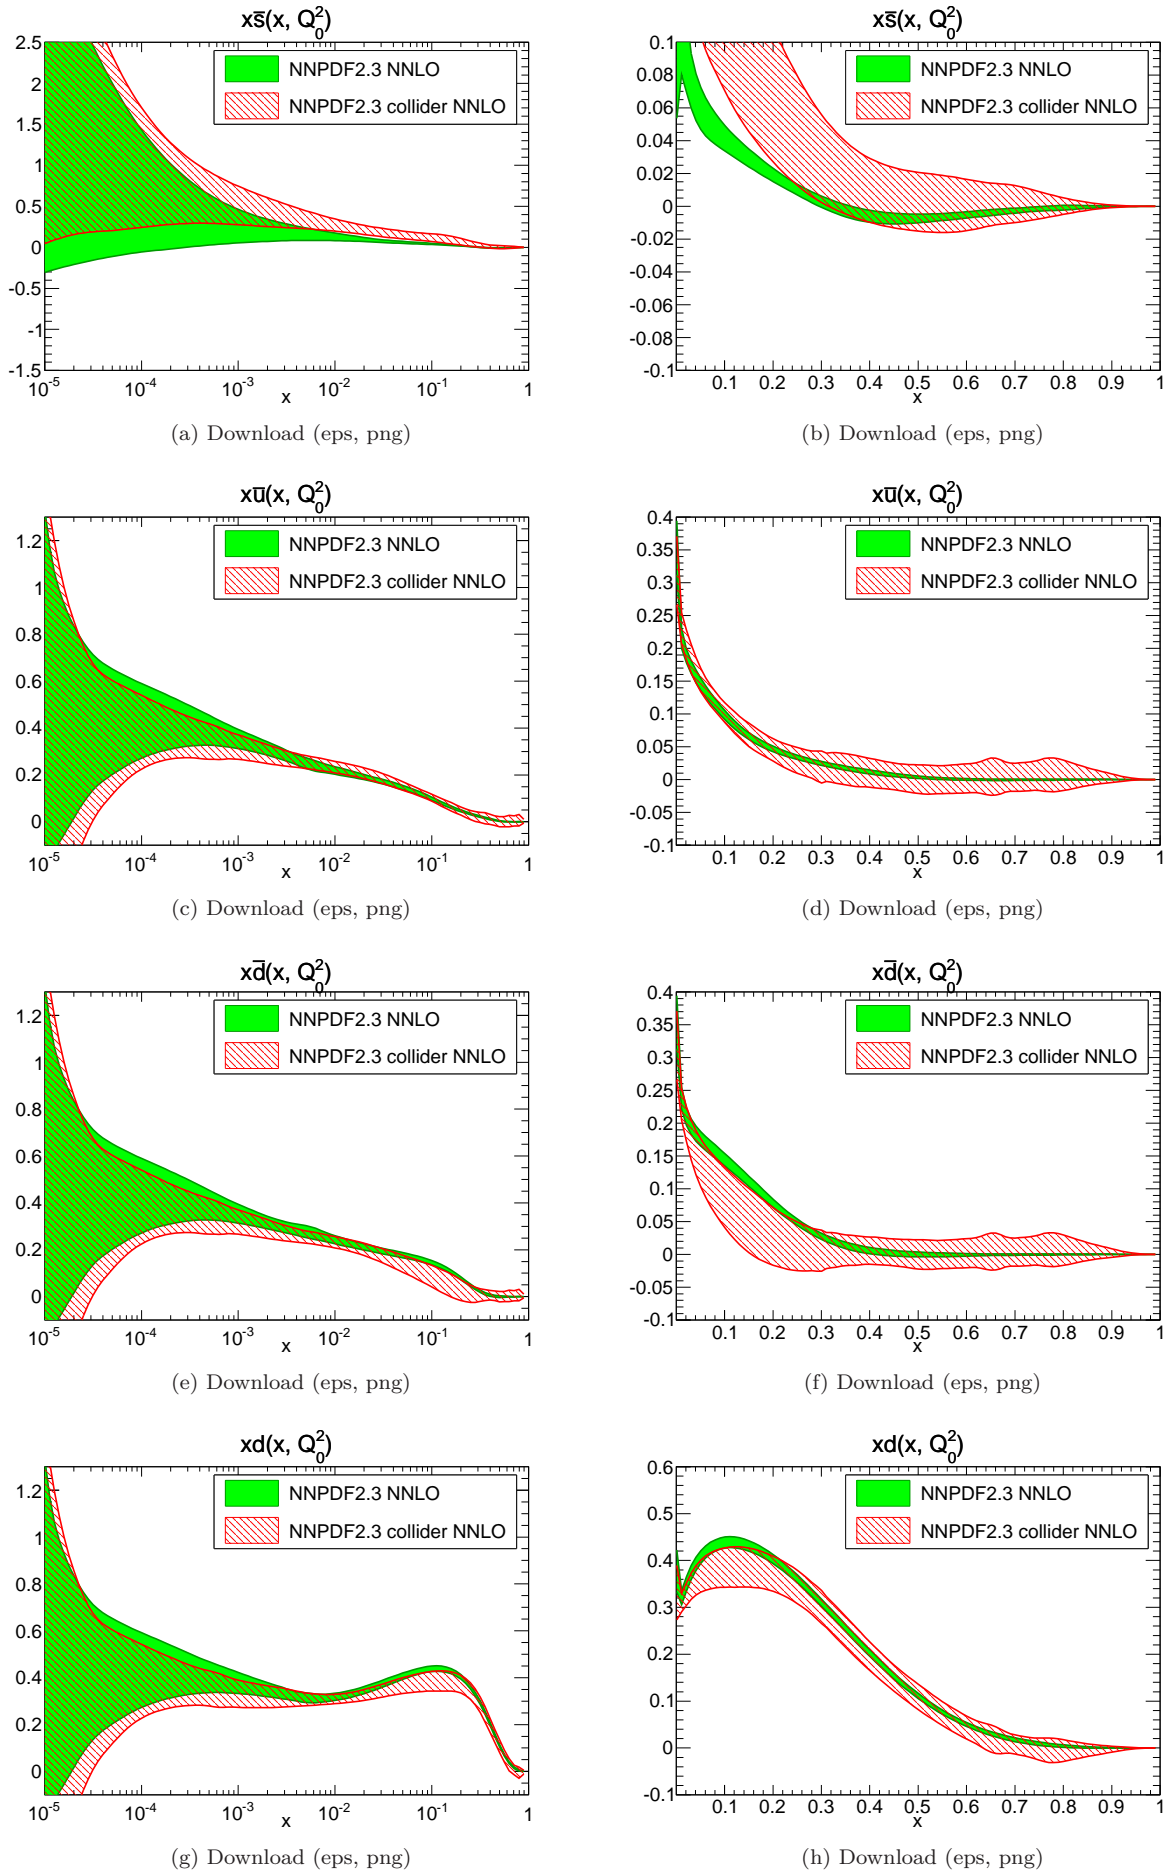 xs̅(x, Q₀²)
2.5
2
1.5
1
0.5
0
-0.5
-1
-1.5
NNPDF2.3 NNLO
NNPDF2.3 collider NNLO
10⁻⁵ 10⁻⁴ 10⁻³ 10⁻² 10⁻¹ 1
x
(a) Download (eps, png)
xs̅(x, Q₀²)
0.1
0.08
0.06
0.04
0.02
0
-0.02
-0.04
-0.06
-0.08
-0.1
NNPDF2.3 NNLO
NNPDF2.3 collider NNLO
0.1 0.2 0.3 0.4 0.5 0.6 0.7 0.8 0.9 1
x
(b) Download (eps, png)
xu̅(x, Q₀²)
1.2
1
0.8
0.6
0.4
0.2
0
NNPDF2.3 NNLO
NNPDF2.3 collider NNLO
10⁻⁵ 10⁻⁴ 10⁻³ 10⁻² 10⁻¹ 1
x
(c) Download (eps, png)
xu̅(x, Q₀²)
0.4
0.35
0.3
0.25
0.2
0.15
0.1
0.05
0
-0.05
-0.1
NNPDF2.3 NNLO
NNPDF2.3 collider NNLO
0.1 0.2 0.3 0.4 0.5 0.6 0.7 0.8 0.9 1
x
(d) Download (eps, png)
xd̅(x, Q₀²)
1.2
1
0.8
0.6
0.4
0.2
0
NNPDF2.3 NNLO
NNPDF2.3 collider NNLO
10⁻⁵ 10⁻⁴ 10⁻³ 10⁻² 10⁻¹ 1
x
(e) Download (eps, png)
xd̅(x, Q₀²)
0.4
0.35
0.3
0.25
0.2
0.15
0.1
0.05
0
-0.05
-0.1
NNPDF2.3 NNLO
NNPDF2.3 collider NNLO
0.1 0.2 0.3 0.4 0.5 0.6 0.7 0.8 0.9 1
x
(f) Download (eps, png)
xd(x, Q₀²)
1.2
1
0.8
0.6
0.4
0.2
0
NNPDF2.3 NNLO
NNPDF2.3 collider NNLO
10⁻⁵ 10⁻⁴ 10⁻³ 10⁻² 10⁻¹ 1
x
(g) Download (eps, png)
xd(x, Q₀²)
0.6
0.5
0.4
0.3
0.2
0.1
0
-0.1
NNPDF2.3 NNLO
NNPDF2.3 collider NNLO
0.1 0.2 0.3 0.4 0.5 0.6 0.7 0.8 0.9 1
x
(h) Download (eps, png)